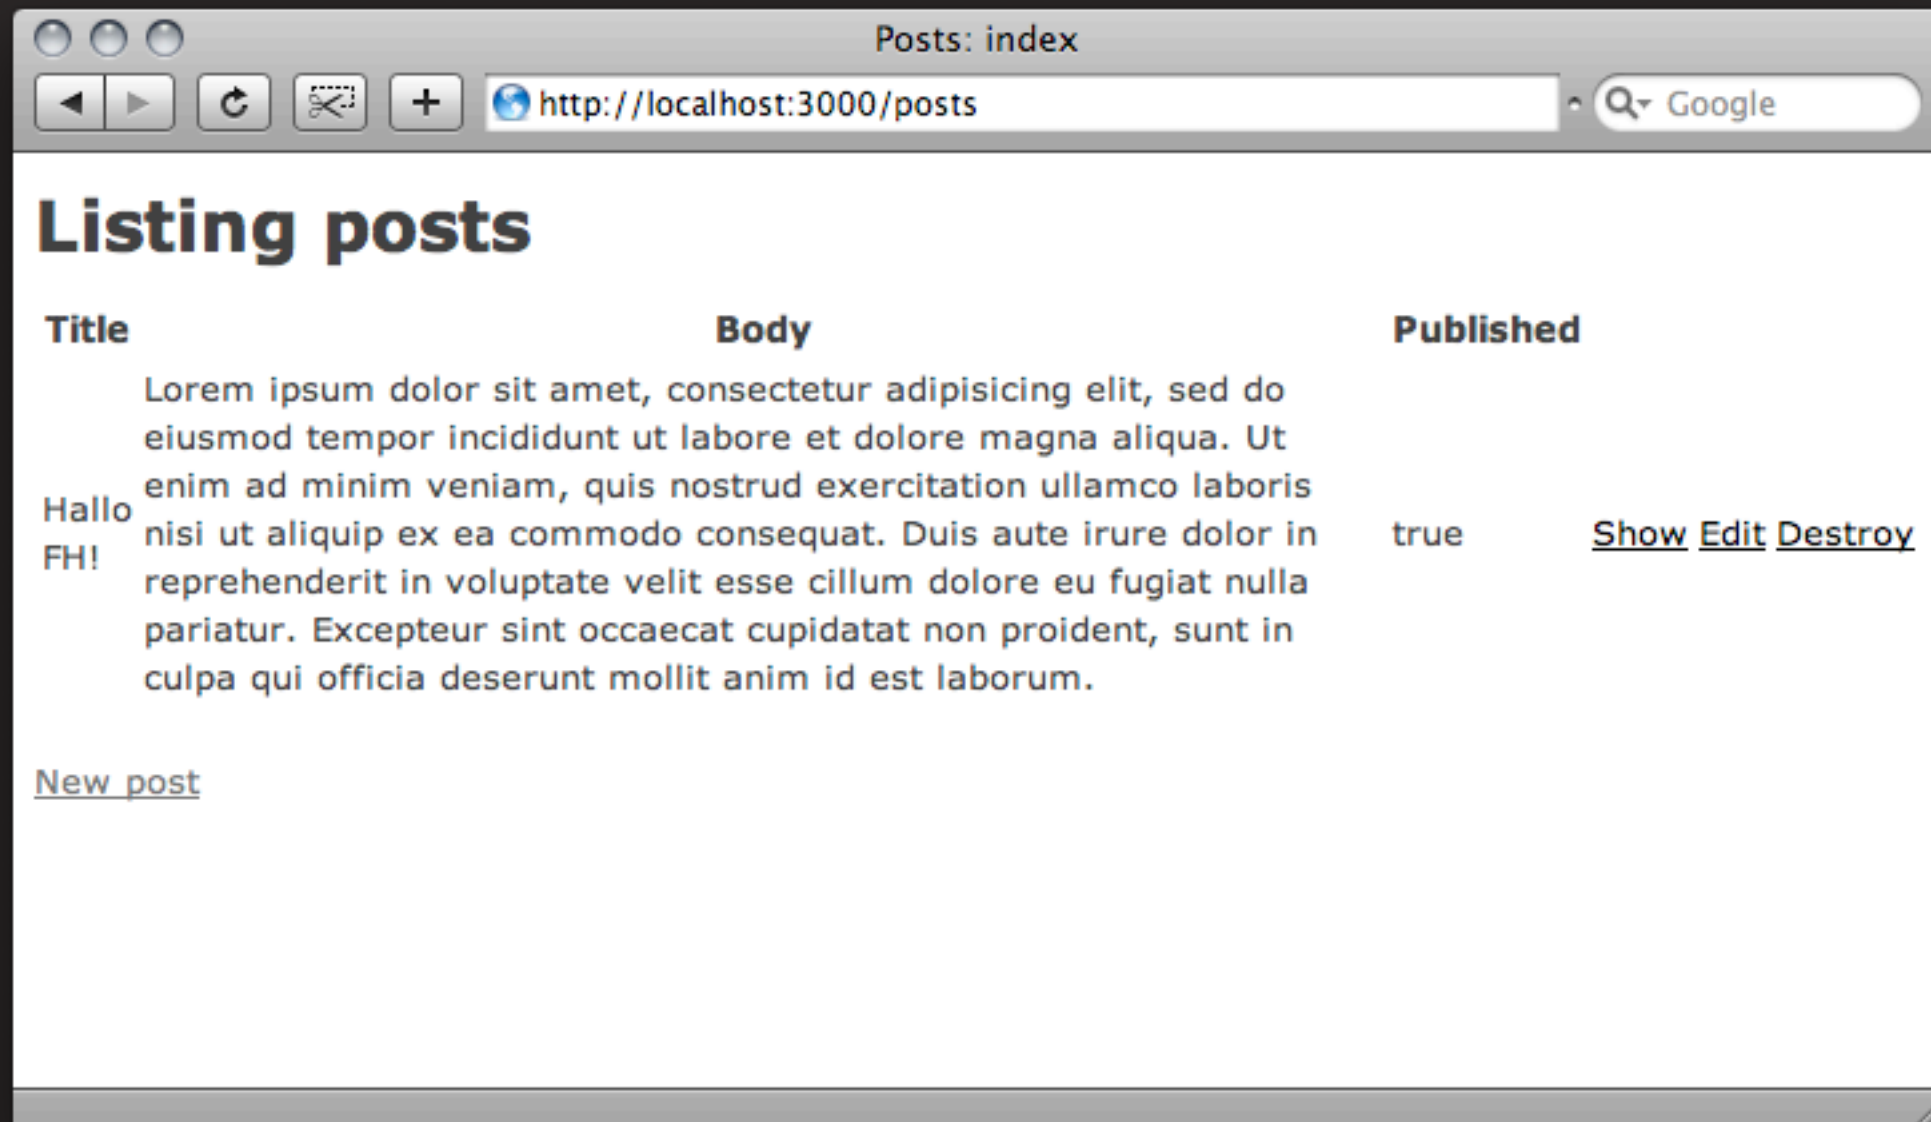 Posts: index
http://localhost:3000/posts
Google
Listing posts
Title Body Published
Hallo
FH!
Lorem ipsum dolor sit amet, consectetur adipisicing elit, sed do
eiusmod tempor incididunt ut labore et dolore magna aliqua. Ut
enim ad minim veniam, quis nostrud exercitation ullamco laboris
nisi ut aliquip ex ea commodo consequat. Duis aute irure dolor in
reprehenderit in voluptate velit esse cillum dolore eu fugiat nulla
pariatur. Excepteur sint occaecat cupidatat non proident, sunt in
culpa qui officia deserunt mollit anim id est laborum.
true
Show Edit Destroy
New post